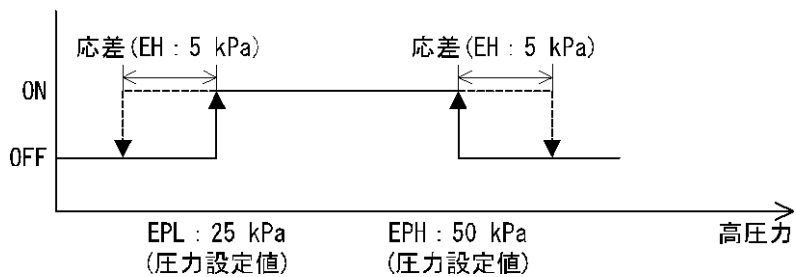 応差(EH : 5 kPa)
応差(EH : 5 kPa)
ON
OFF
EPL : 25 kPa
(圧力設定値)
EPH : 50 kPa
(圧力設定値)
高圧力